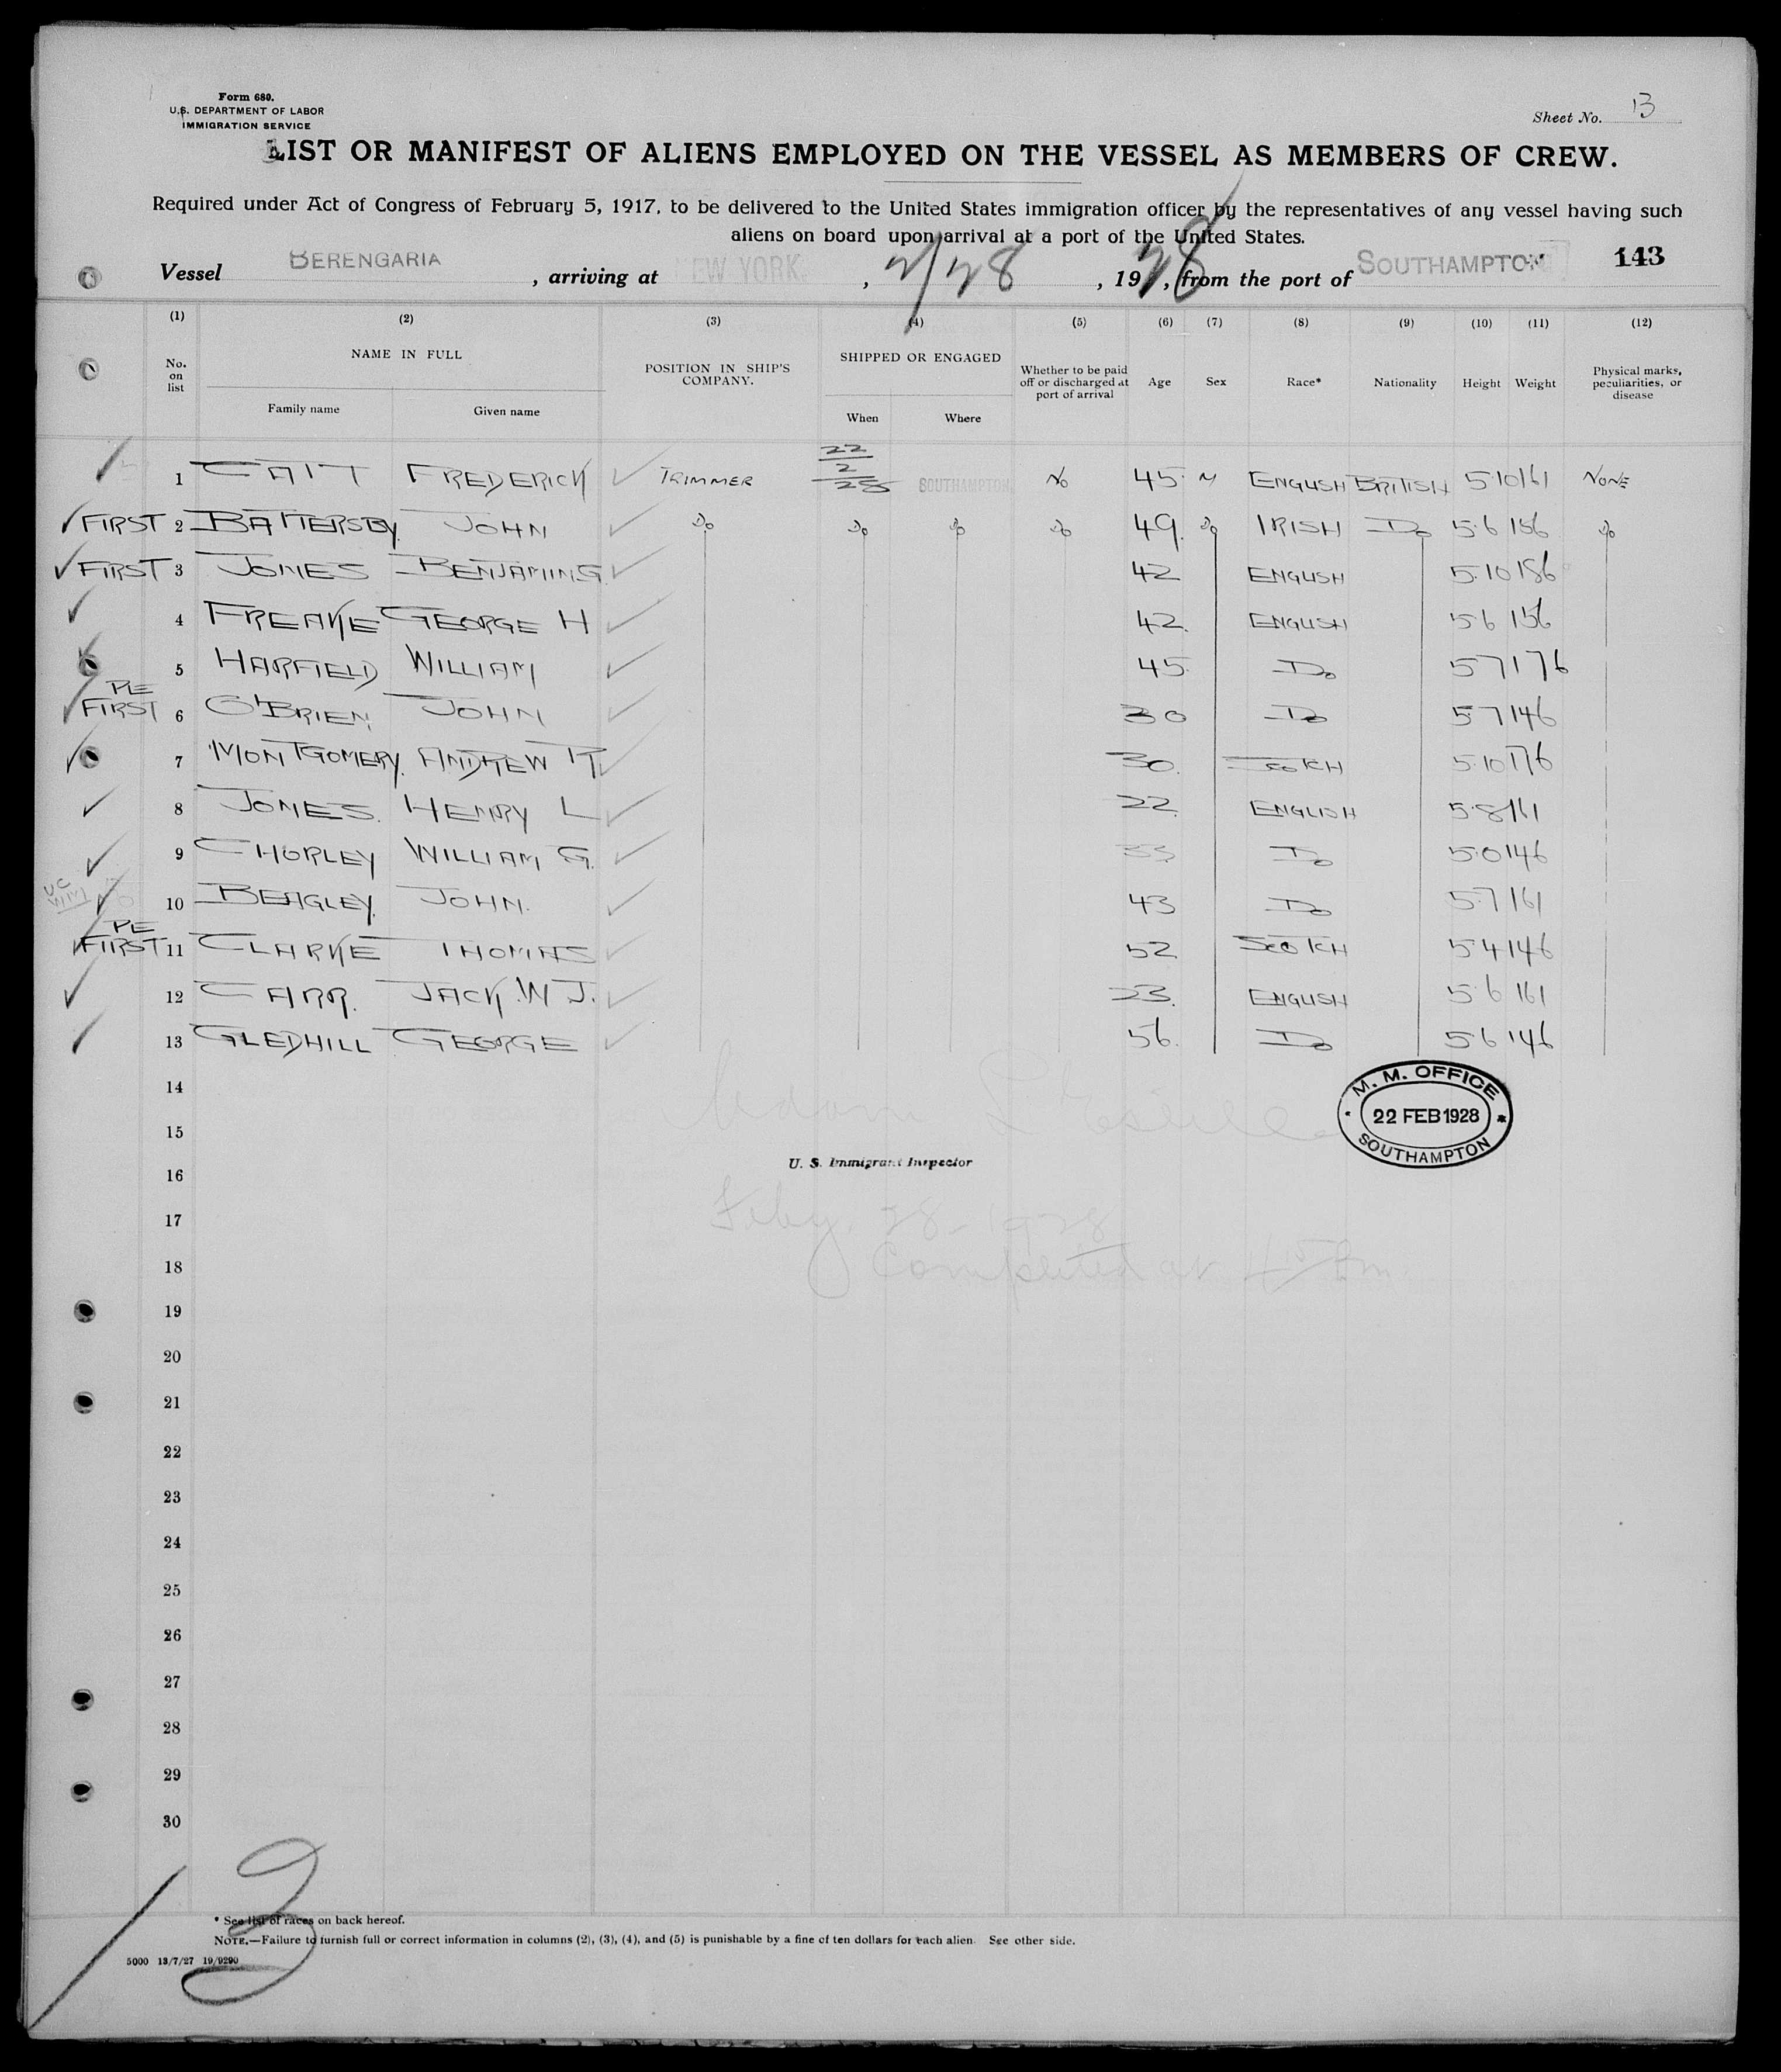 Form 680.
U.S. DEPARTMENT OF LABOR
IMMIGRATION SERVICE
Sheet No. 13
LIST OR MANIFEST OF ALIENS EMPLOYED ON THE VESSEL AS MEMBERS OF CREW.
Required under Act of Congress of February 5, 1917, to be delivered to the United States immigration officer by the representatives of any vessel having such
aliens on board upon arrival at a port of the United States.
Vessel BERENGARIA, arriving at NEW YORK, 2/28, 1928, from the port of SOUTHAMPTON 143
(1) (2) (3) (4) (5) (6) (7) (8) (9) (10) (11) (12)
No. on list NAME IN FULL Family name Given name POSITION IN SHIP'S COMPANY. SHIPPED OR ENGAGED When Where Whether to be paid off or discharged at port of arrival Age Sex Race* Nationality Height Weight Physical marks, peculiarities, or disease
1 CATT FREDERICK TRIMMER 22/2/28 SOUTHAMPTON No 45 M ENGLISH BRITISH 5.10 161 NONE
FIRST 2 BATTERSBY JOHN Do Do Do Do 49 Do IRISH Do 5.6 156 Do
FIRST 3 JONES BENJAMIN.G 42 ENGLISH 5.10 186
4 FREAKE GEORGE H 42 ENGLISH 5.6 156
5 HARFIELD WILLIAM 45 Do 5 7 176
RE FIRST 6 O'BRIEN JOHN 30 Do 5.7 146
7 MONTGOMERY ANDREW R 30 SCOTCH 5.10 176
8 JONES. HENRY L 22 ENGLISH 5.8 161
9 CHORLEY WILLIAM G. Do 5.0 146
10 BEAGLEY JOHN. 43 Do 5.7 161
RE FIRST 11 CLARKE THOMAS 52 SCOTCH 5.4 146
12 CARR. JACK.W J. 23. ENGLISH 5.6 161
13 GLEDHILL GEORGE 56. Do 5.6 146
14
M. M. OFFICE
22 FEB 1928
SOUTHAMPTON
15
U. S. Immigrant Inspector
16
17
Feby. 28-1928
18
Completed at
19
20
21
22
23
24
25
26
27
28
29
30
13
* See list of races on back hereof.
NOTE.—Failure to furnish full or correct information in columns (2), (3), (4), and (5) is punishable by a fine of ten dollars for each alien. See other side.
5000 13/7/27 19/9290